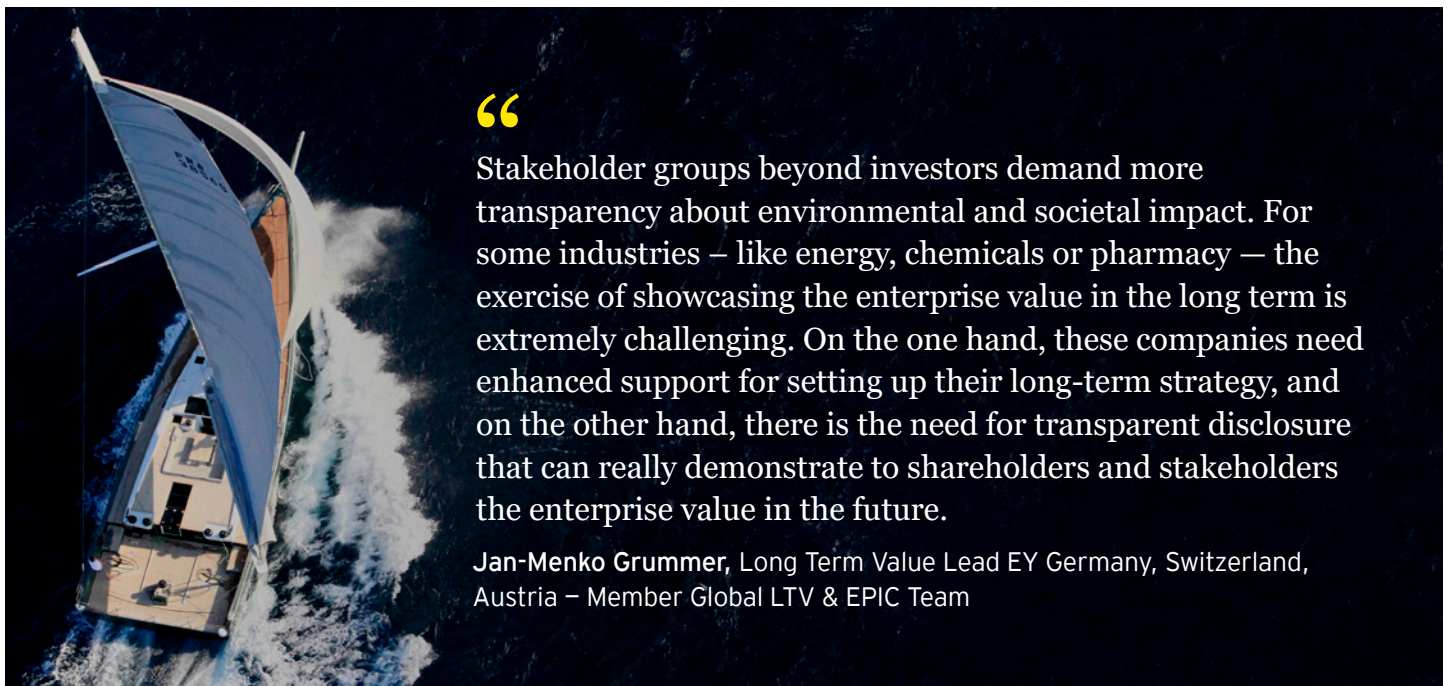 “
Stakeholder groups beyond investors demand more
transparency about environmental and societal impact. For
some industries – like energy, chemicals or pharmacy — the
exercise of showcasing the enterprise value in the long term is
extremely challenging. On the one hand, these companies need
enhanced support for setting up their long-term strategy, and
on the other hand, there is the need for transparent disclosure
that can really demonstrate to shareholders and stakeholders
the enterprise value in the future.
Jan-Menko Grummer, Long Term Value Lead EY Germany, Switzerland,
Austria – Member Global LTV & EPIC Team